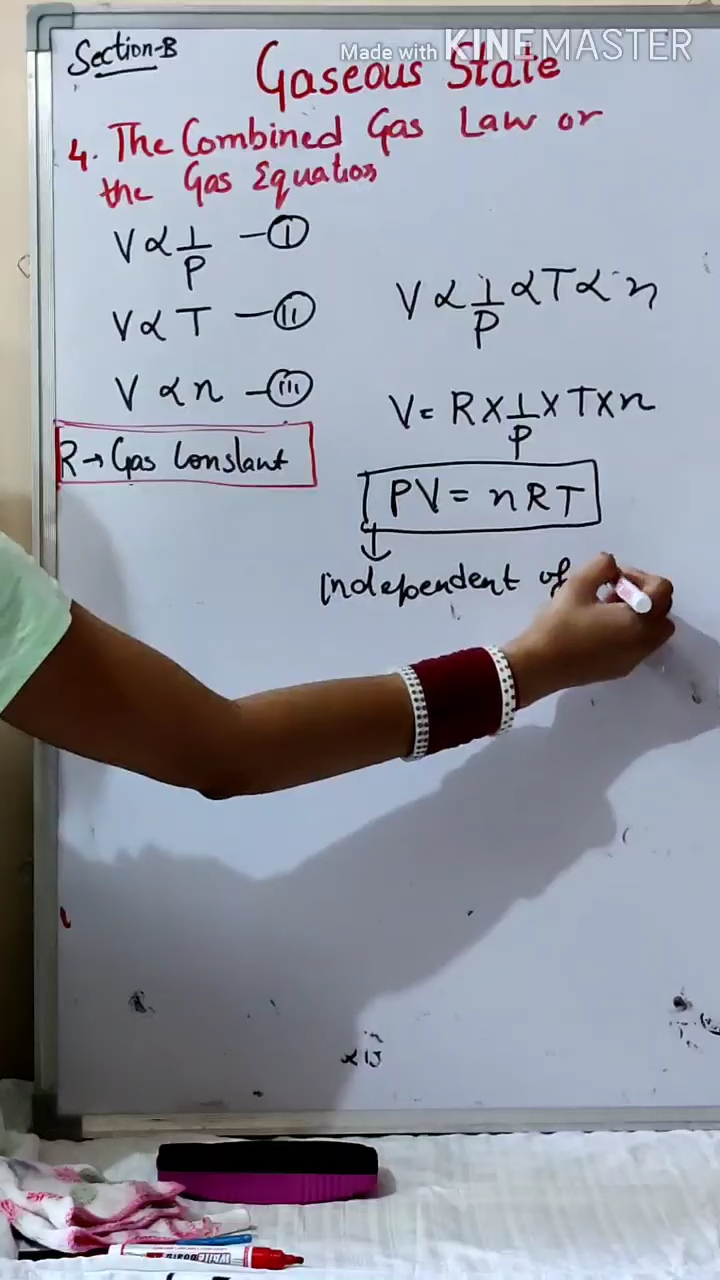 Section-B
Made with KINEMASTER
Gaseous State
4. The Combined Gas Law or
the Gas Equation
V ∝ 1/P — (I)
V ∝ T — (II)
V ∝ n — (III)
R → Gas Constant
V ∝ 1/P ∝ T ∝ n
V = R × 1/P × T × n
PV = nRT
independent of